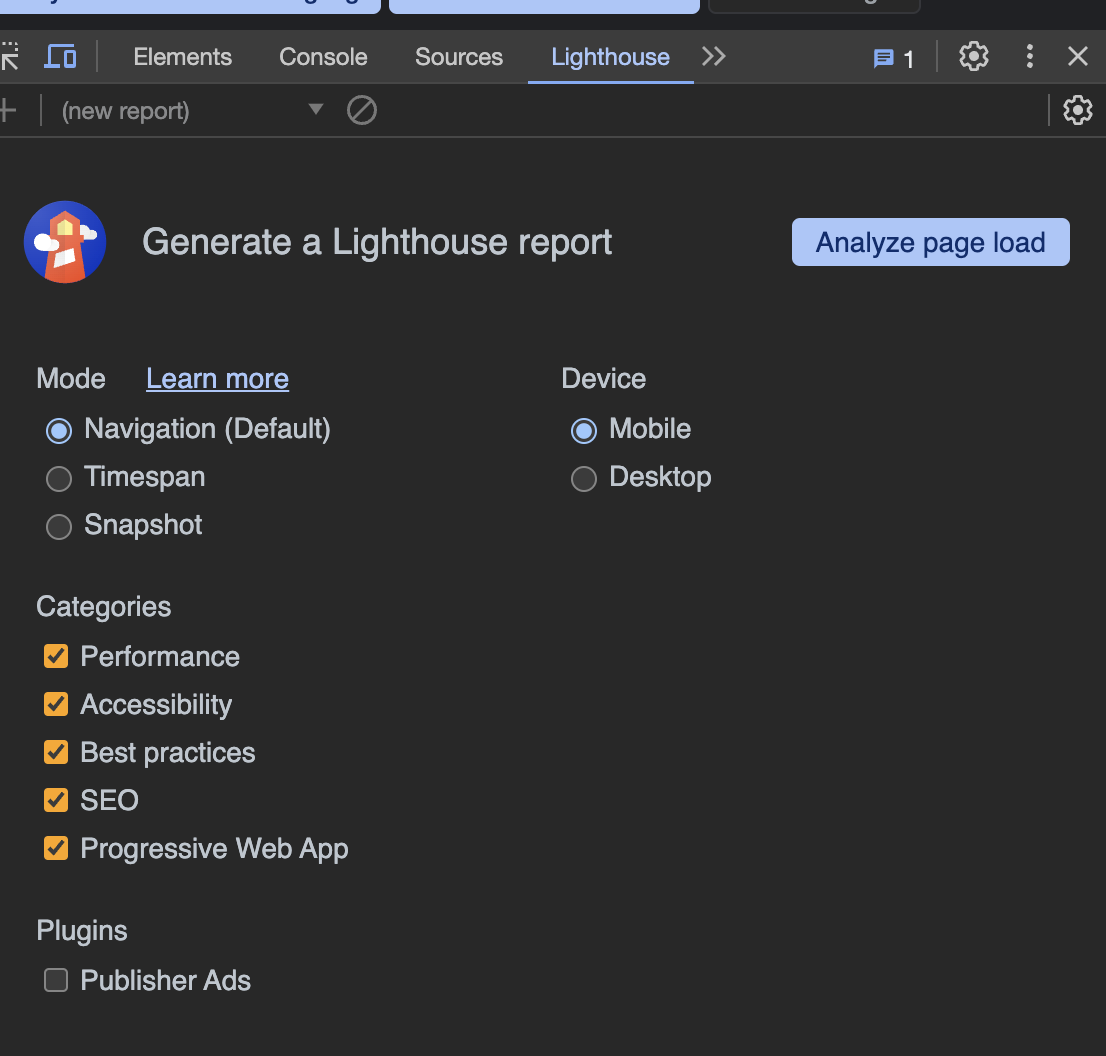 Elements Console Sources Lighthouse 1
(new report)
Generate a Lighthouse report Analyze page load
Mode Learn more Device
Navigation (Default) Mobile
Timespan Desktop
Snapshot
Categories
Performance
Accessibility
Best practices
SEO
Progressive Web App
Plugins
Publisher Ads